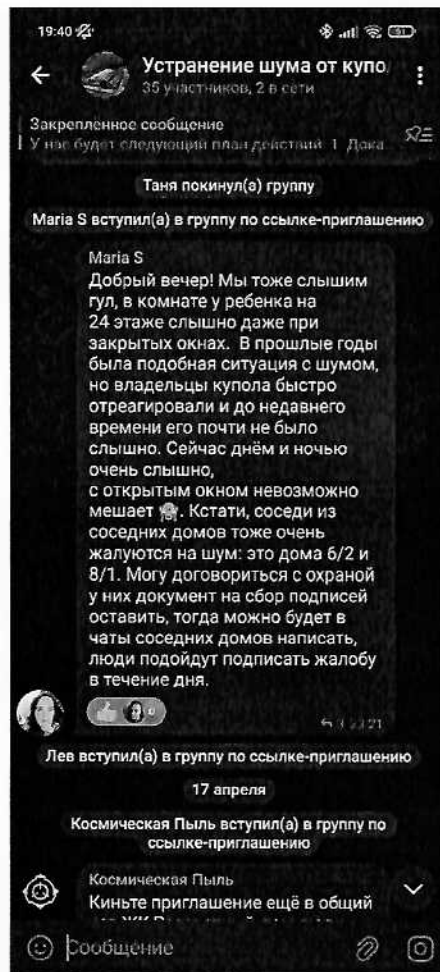 19:40
51
Устранение шума от купо
35 участников, 2 в сети
Закрепленное сообщение
У нас будет следующий план действий 1 Дока
Таня покинул(а) группу
Maria S вступил(а) в группу по ссылке-приглашению
Maria S
Добрый вечер! Мы тоже слышим
гул, в комнате у ребенка на
24 этаже слышно даже при
закрытых окнах. В прошлые годы
была подобная ситуация с шумом,
но владельцы купола быстро
отреагировали и до недавнего
времени его почти не было
слышно. Сейчас днём и ночью
очень слышно,
с открытым окном невозможно
мешает 🙉. Кстати, соседи из
соседних домов тоже очень
жалуются на шум: это дома 6/2 и
8/1. Могу договориться с охраной
у них документ на сбор подписей
оставить, тогда можно будет в
чаты соседних домов написать,
люди подойдут подписать жалобу
в течение дня.
Лев вступил(а) в группу по ссылке-приглашению
17 апреля
Космическая Пыль вступил(а) в группу по
ссылке-приглашению
Космическая Пыль
Киньте приглашение ещё в общий
Сообщение